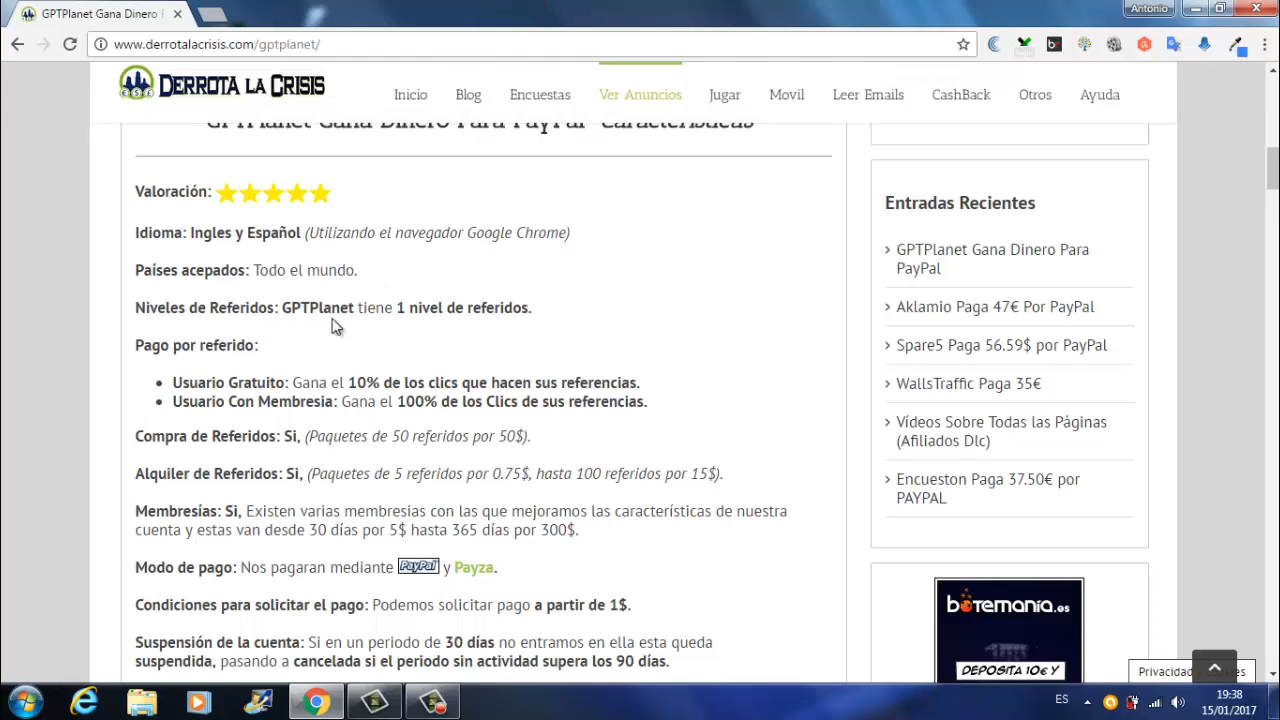 GPTPlanet Gana Dinero P
Antonio
www.derrotalacrisis.com/gptplanet/
DERROTA LA CRISIS
Inicio Blog Encuestas Ver Anuncios Jugar Movil Leer Emails CashBack Otros Ayuda
GPTPlanet Gana Dinero Para PayPal Características
Valoración:
Idioma: Ingles y Español (Utilizando el navegador Google Chrome)
Países acepados: Todo el mundo.
Niveles de Referidos: GPTPlanet tiene 1 nivel de referidos.
Pago por referido:
Usuario Gratuito: Gana el 10% de los clics que hacen sus referencias.
Usuario Con Membresia: Gana el 100% de los Clics de sus referencias.
Compra de Referidos: Si, (Paquetes de 50 referidos por 50$).
Alquiler de Referidos: Si, (Paquetes de 5 referidos por 0.75$, hasta 100 referidos por 15$).
Membresías: Si, Existen varias membresias con las que mejoramos las características de nuestra
cuenta y estas van desde 30 días por 5$ hasta 365 días por 300$.
Modo de pago: Nos pagaran mediante PayPal y Payza.
Condiciones para solicitar el pago: Podemos solicitar pago a partir de 1$.
Suspensión de la cuenta: Si en un periodo de 30 días no entramos en ella esta queda
suspendida, pasando a cancelada si el periodo sin actividad supera los 90 días.
Entradas Recientes
GPTPlanet Gana Dinero Para
PayPal
Aklamio Paga 47€ Por PayPal
Spare5 Paga 56.59$ por PayPal
WallsTraffic Paga 35€
Vídeos Sobre Todas las Páginas
(Afiliados Dlc)
Encueston Paga 37.50€ por
PAYPAL
botemanía.es
DEPOSITA 10€ Y
Privacidad y cookies
ES
19:38
15/01/2017